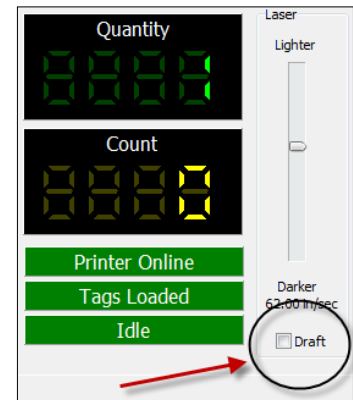 Quantity
1
Count
0
Printer Online
Tags Loaded
Idle
Laser
Lighter
Darker
62.00 in/sec
Draft